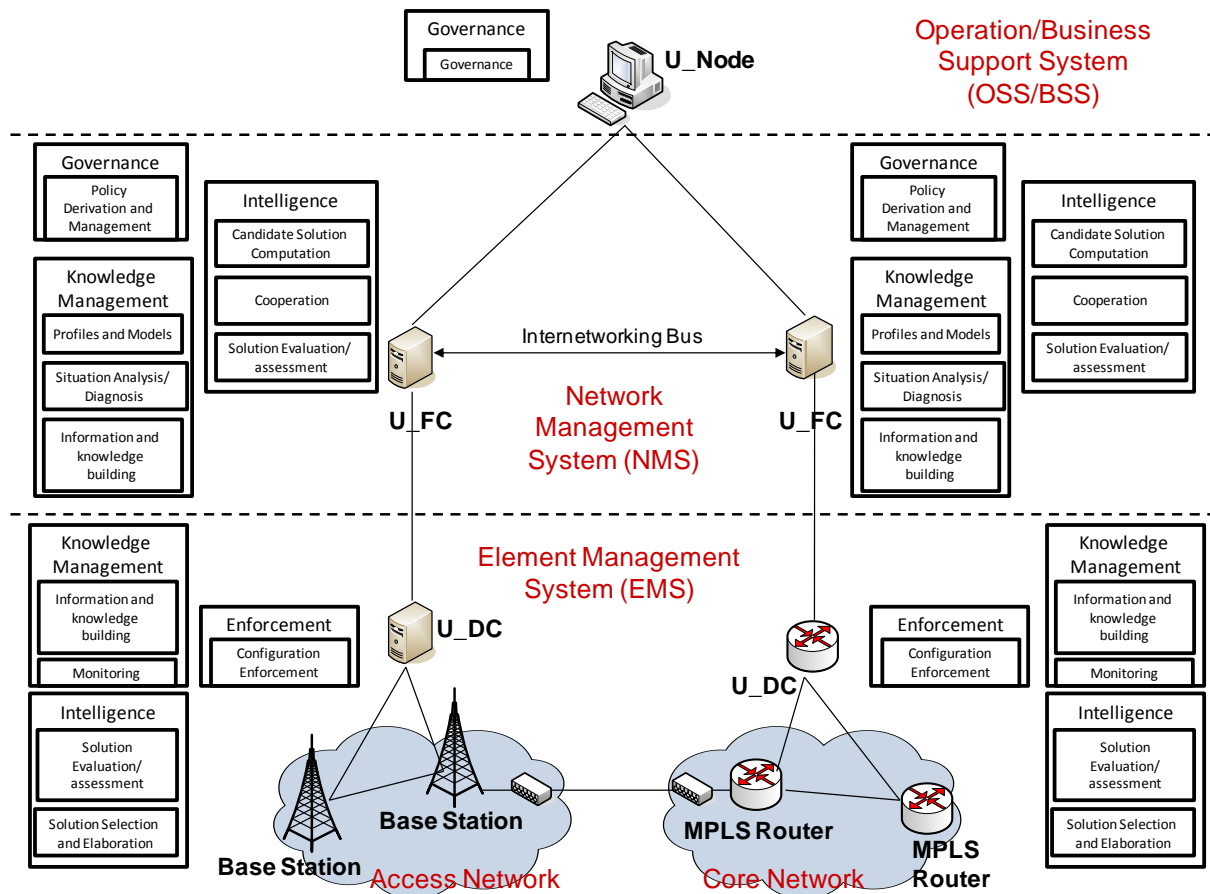 Governance
Governance
U_Node
Operation/Business
Support System
(OSS/BSS)
Governance
Policy
Derivation and
Management
Intelligence
Candidate Solution
Computation
Cooperation
Solution Evaluation/
assessment
Knowledge
Management
Profiles and Models
Situation Analysis/
Diagnosis
Information and
knowledge
building
U_FC
Internetworking Bus
Network
Management
System (NMS)
U_FC
Governance
Policy
Derivation and
Management
Intelligence
Candidate Solution
Computation
Cooperation
Solution Evaluation/
assessment
Knowledge
Management
Profiles and Models
Situation Analysis/
Diagnosis
Information and
knowledge
building
Knowledge
Management
Information and
knowledge
building
Monitoring
Enforcement
Configuration
Enforcement
Intelligence
Solution
Evaluation/
assessment
Solution Selection
and Elaboration
Element Management
System (EMS)
U_DC
U_DC
Enforcement
Configuration
Enforcement
Knowledge
Management
Information and
knowledge
building
Monitoring
Intelligence
Solution
Evaluation/
assessment
Solution Selection
and Elaboration
Base Station
Base Station
Access Network
MPLS Router
MPLS
Router
Core Network